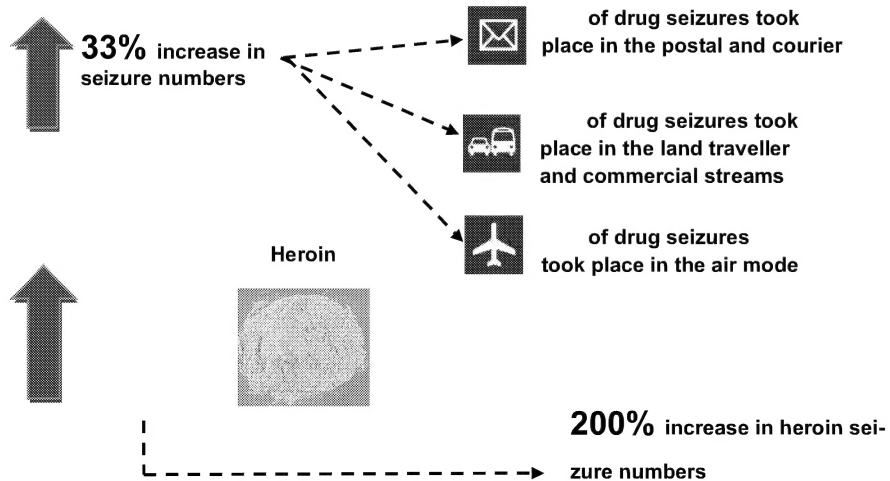 33% increase in
seizure numbers
of drug seizures took
place in the postal and courier
of drug seizures took
place in the land traveller
and commercial streams
of drug seizures
took place in the air mode
Heroin
200% increase in heroin sei-
zure numbers